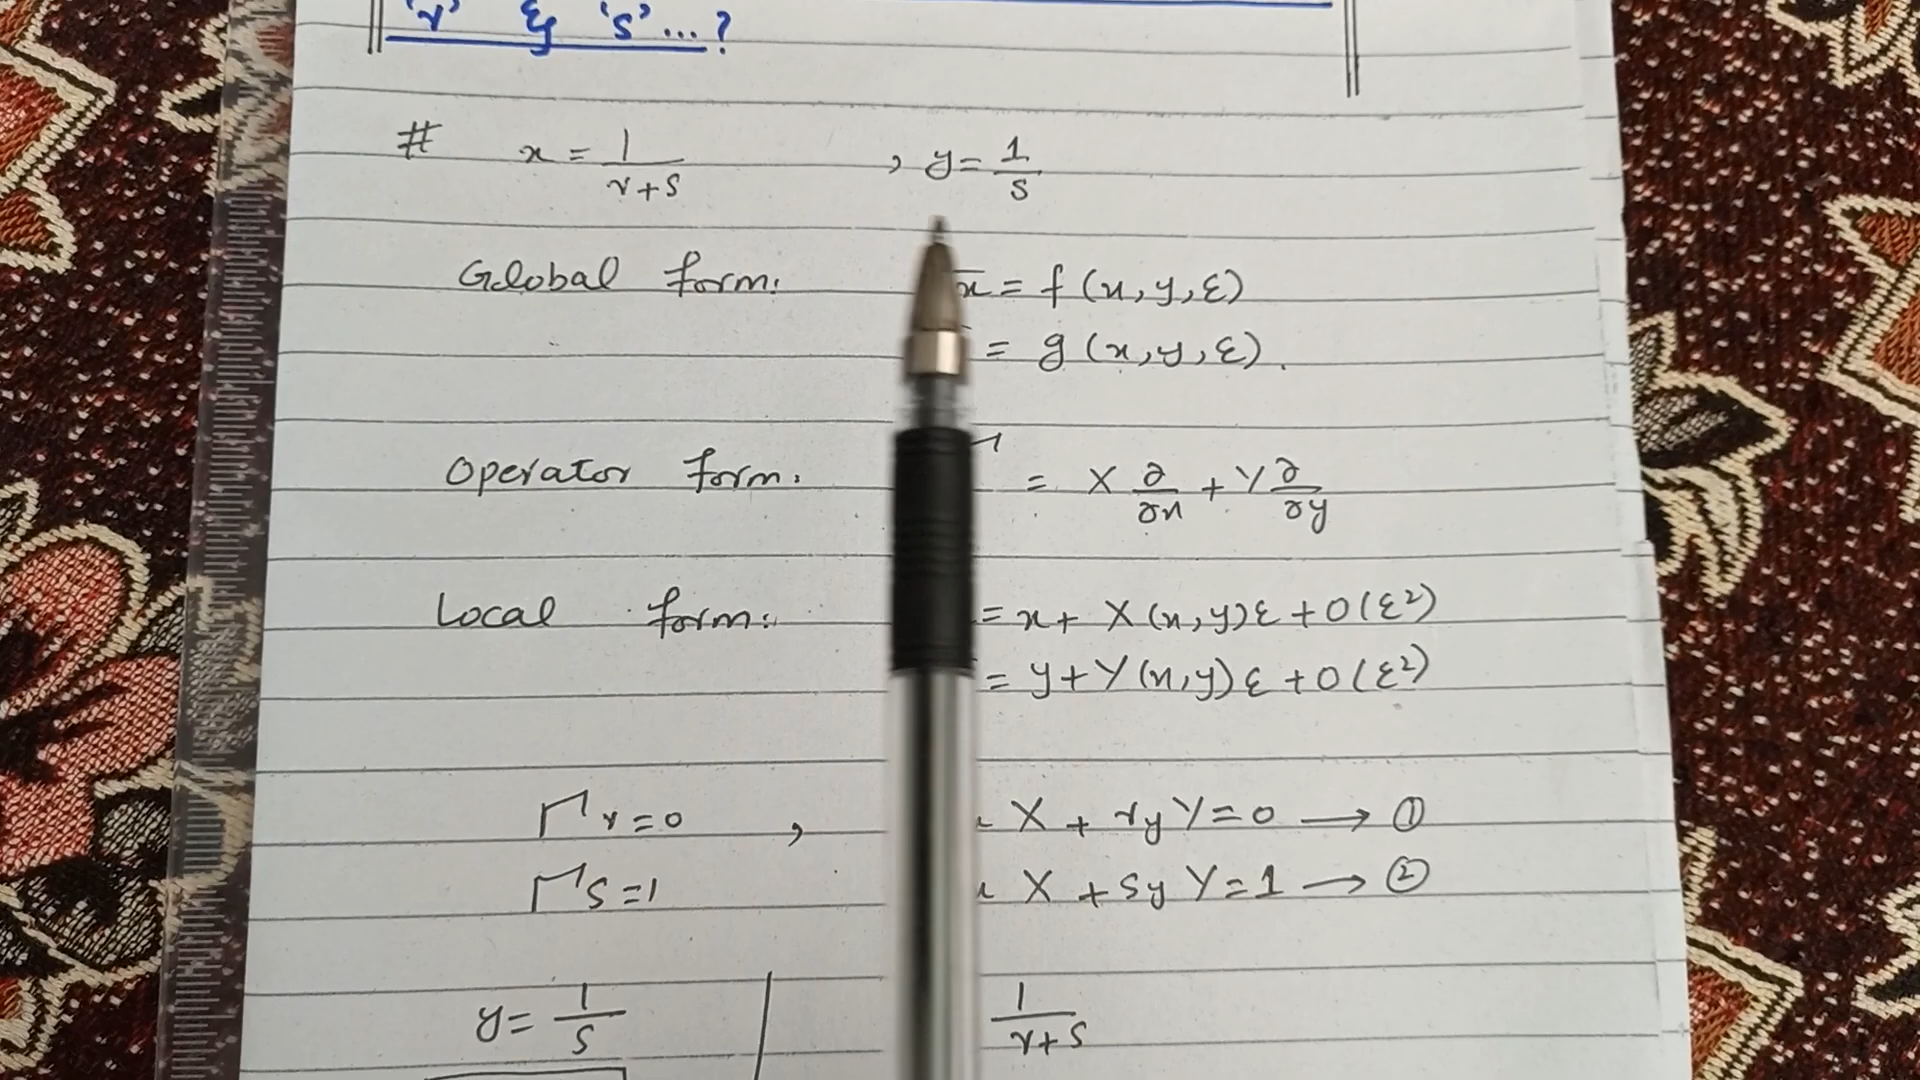 'r' & 's'...?
# x = 1/(r+s) , y = 1/s
Global form: x̄ = f(x,y,ε)
= g(x,y,ε).
Operator form: = X ∂/∂x + Y ∂/∂y
Local form: = x + X(x,y)ε + O(ε²)
= y + Y(x,y)ε + O(ε²)
Γr=0 , X + ry Y=0 → ①
Γs=1 X + sy Y=1 → ②
y = 1/s | 1/(r+s)